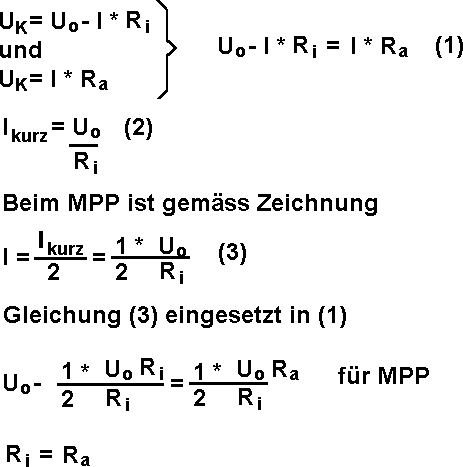 UK= Uo- I * Ri
und
UK= I * Ra
Uo- I * Ri = I * Ra (1)
Ikurz= Uo/Ri (2)
Beim MPP ist gemäss Zeichnung
I = Ikurz/2 = 1 * Uo/2 Ri (3)
Gleichung (3) eingesetzt in (1)
Uo- 1 * Uo Ri/2 Ri = 1 * Uo/2 Ri Ra für MPP
Ri = Ra